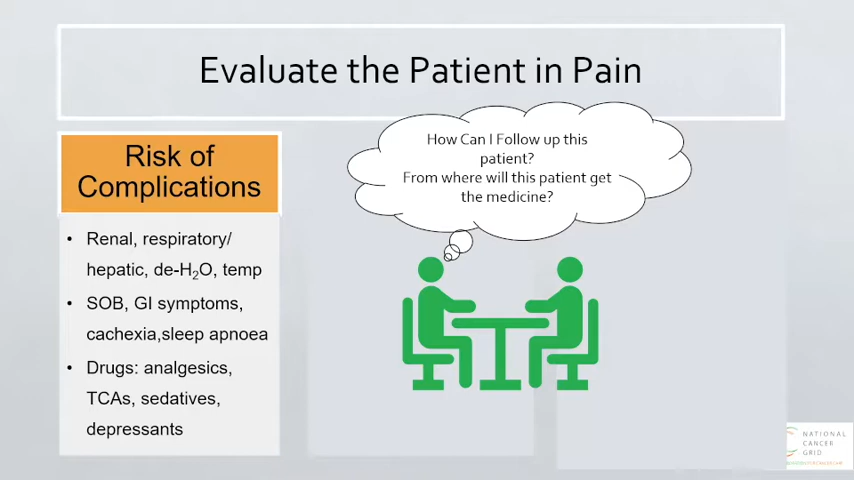 Evaluate the Patient in Pain
Risk of
Complications
• Renal, respiratory/
hepatic, de-H₂O, temp
• SOB, GI symptoms,
cachexia,sleep apnoea
• Drugs: analgesics,
TCAs, sedatives,
depressants
How Can I Follow up this
patient?
From where will this patient get
the medicine?
NATIONAL
CANCER
GRID